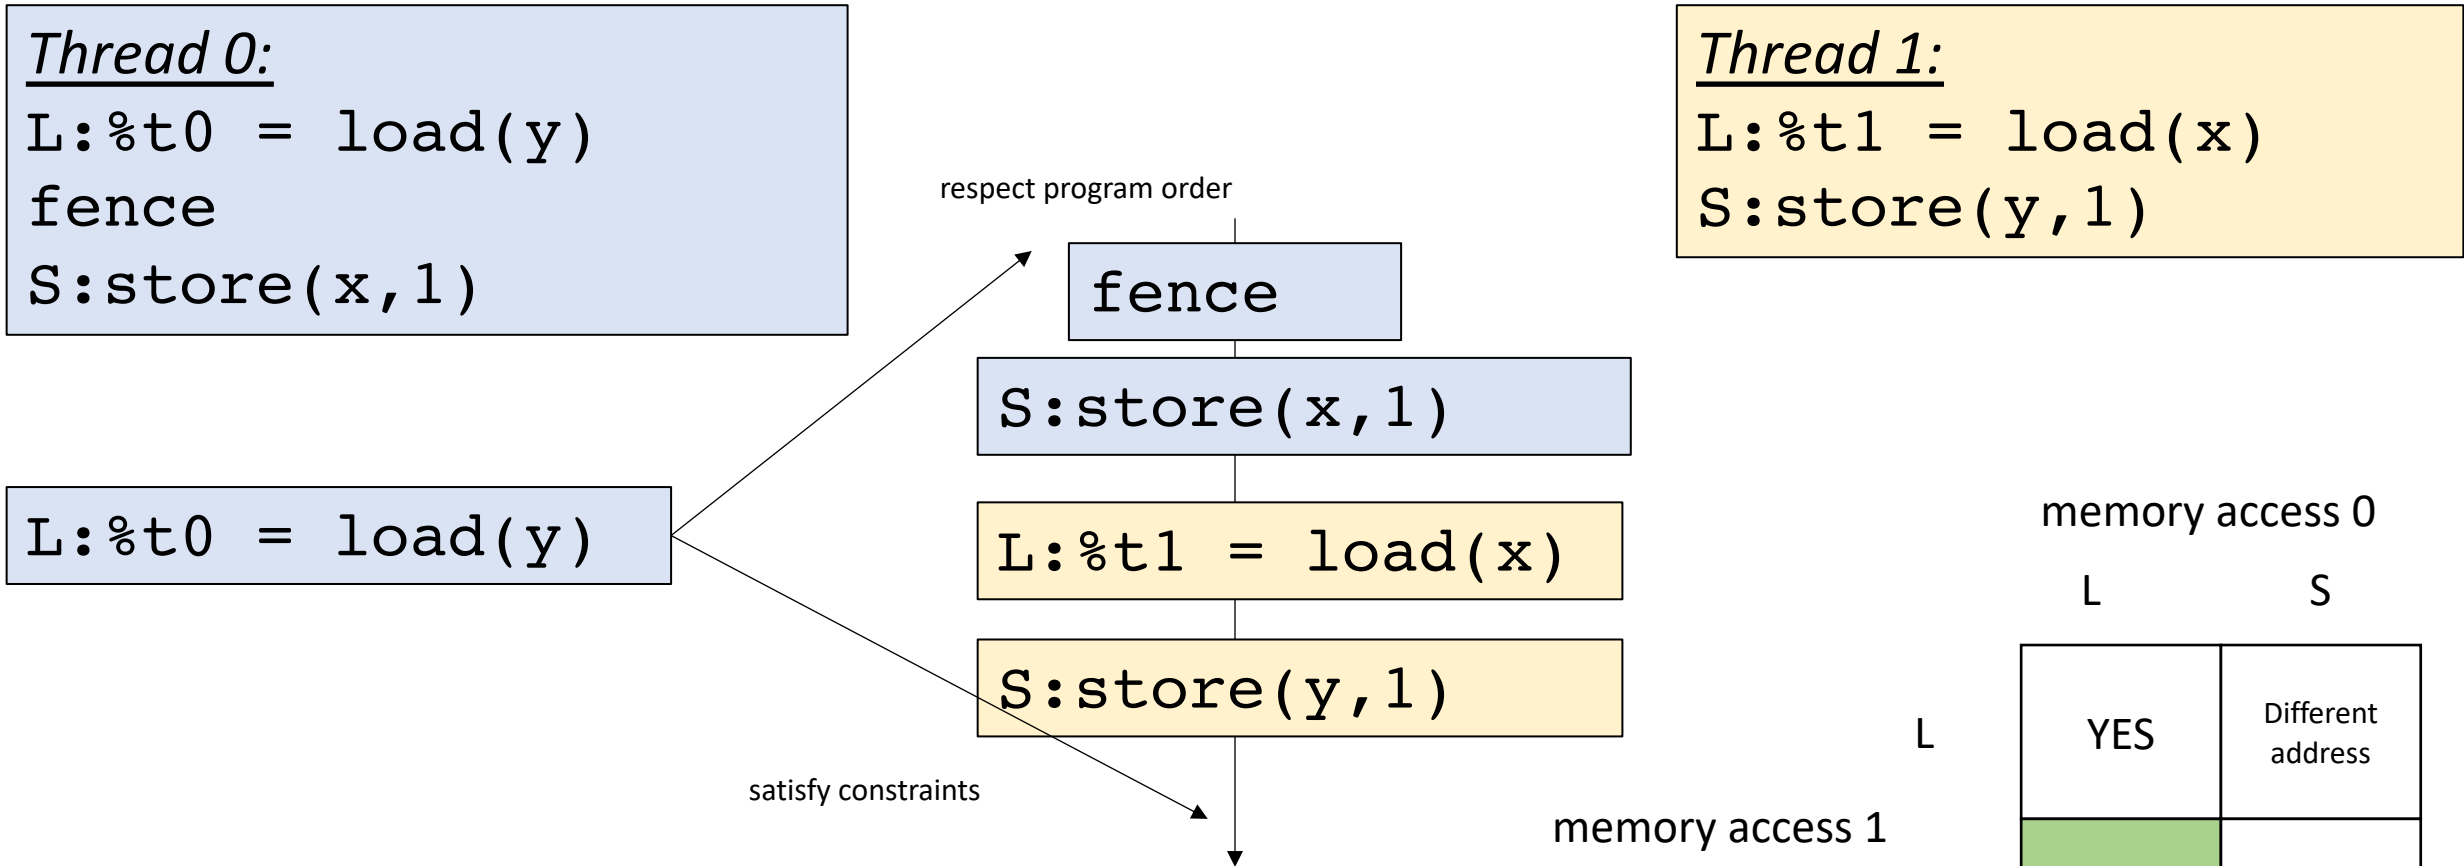 Thread 0:
L:%t0 = load(y)
fence
S:store(x,1)
Thread 1:
L:%t1 = load(x)
S:store(y,1)
respect program order
fence
S:store(x,1)
L:%t0 = load(y)
L:%t1 = load(x)
S:store(y,1)
satisfy constraints
memory access 0
L S
L YES Different
address
memory access 1